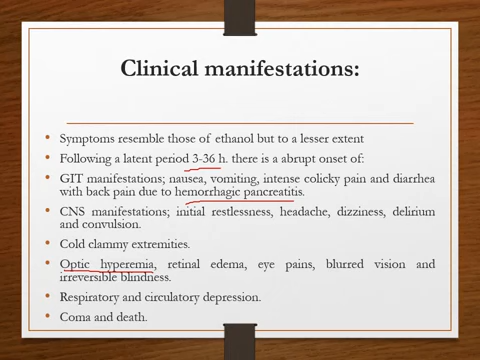 Clinical manifestations:
• Symptoms resemble those of ethanol but to a lesser extent
• Following a latent period 3-36 h. there is a abrupt onset of:
• GIT manifestations; nausea, vomiting, intense colicky pain and diarrhea
with back pain due to hemorrhagic pancreatitis.
• CNS manifestations; initial restlessness, headache, dizziness, delirium
and convulsion.
• Cold clammy extremities.
• Optic hyperemia, retinal edema, eye pains, blurred vision and
irreversible blindness.
• Respiratory and circulatory depression.
• Coma and death.